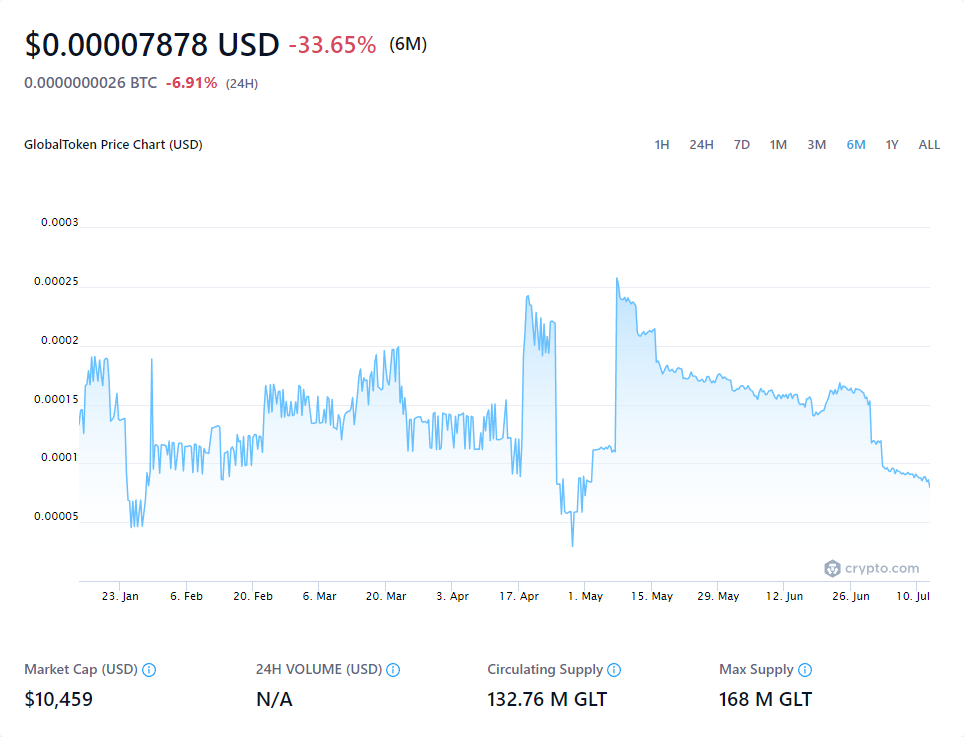 $0.00007878 USD -33.65% (6M)
0.0000000026 BTC -6.91% (24H)
GlobalToken Price Chart (USD) 1H 24H 7D 1M 3M 6M 1Y ALL
0.0003
0.00025
0.0002
0.00015
0.0001
0.00005
crypto.com
23. Jan 6. Feb 20. Feb 6. Mar 20. Mar 3. Apr 17. Apr 1. May 15. May 29. May 12. Jun 26. Jun 10. Jul
Market Cap (USD) 24H VOLUME (USD) Circulating Supply Max Supply
$10,459 N/A 132.76 M GLT 168 M GLT